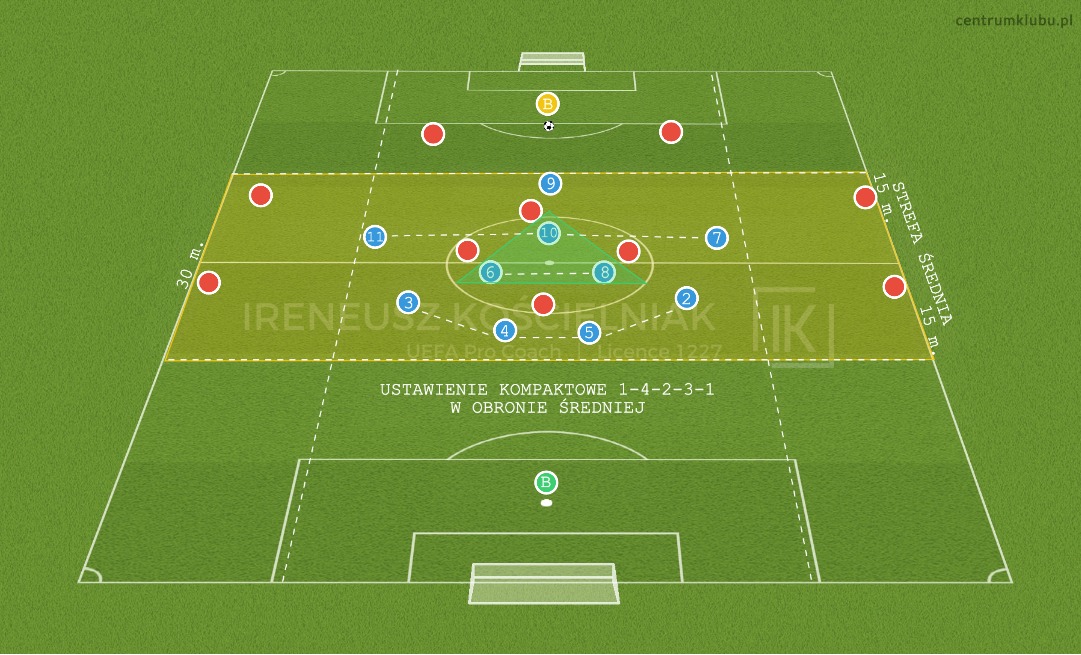 centrumklubu.pl
B
9
15 m.
STREFA ŚREDNIA
11
10
7
30 m.
6
8
3
2
IRENEUSZ KOŚCIELNIAK
IK
15 m.
4
5
UEFA Pro Coach | Licence 1227
USTAWIENIE KOMPAKTOWE 1-4-2-3-1
W OBRONIE ŚREDNIEJ
B